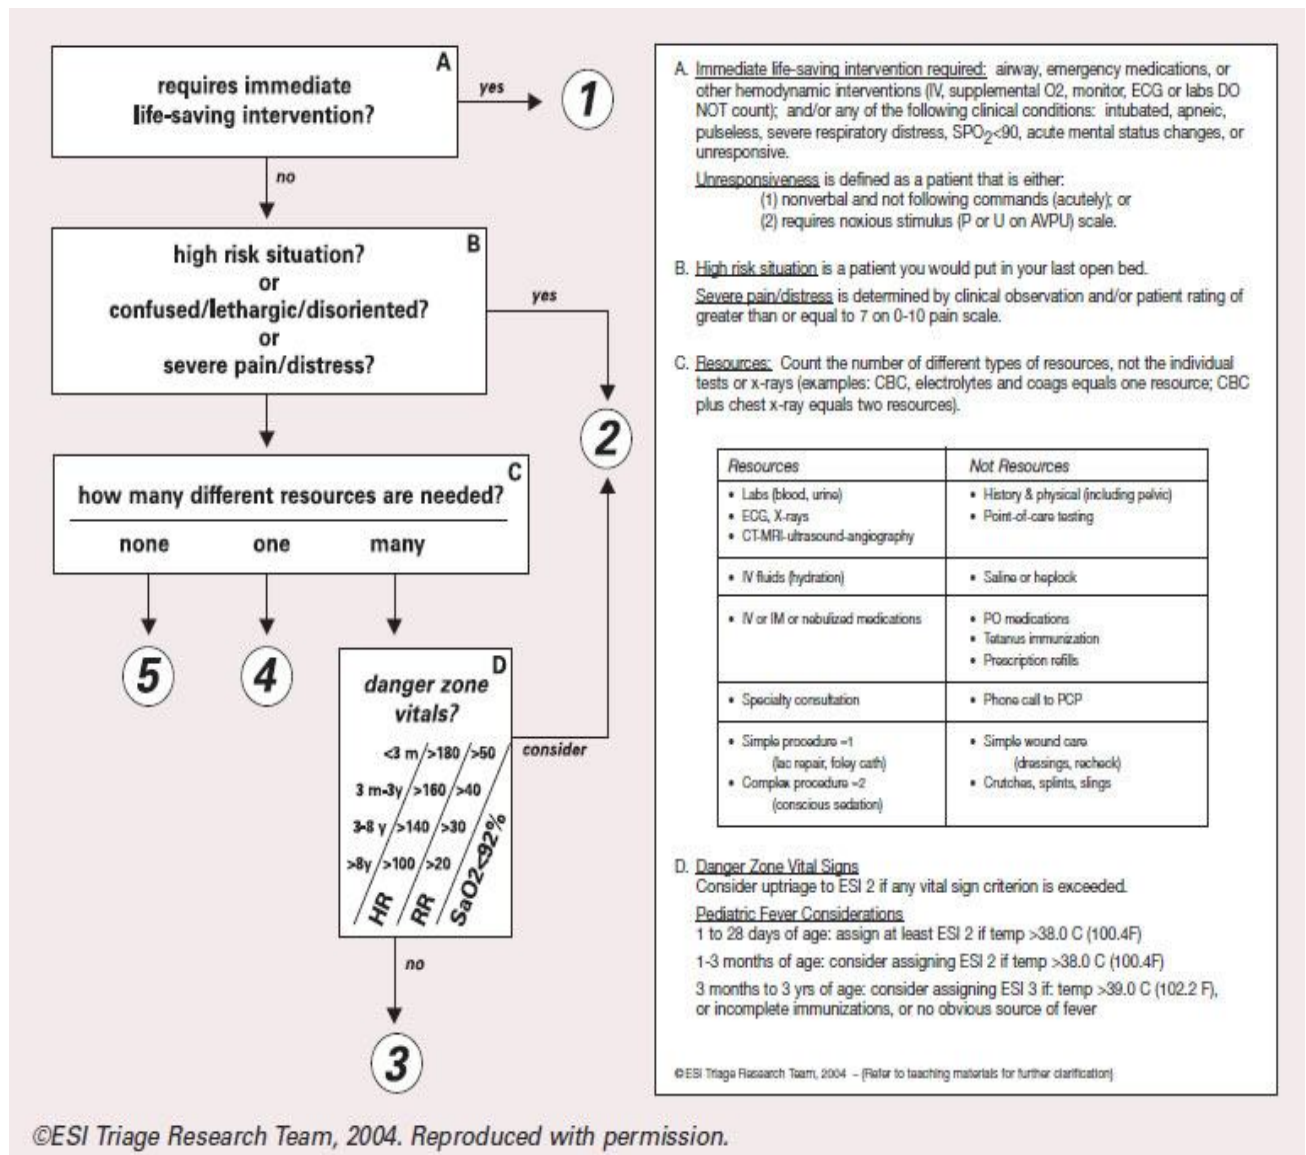 A
requires immediate
life-saving intervention?
yes
1
no
B
high risk situation?
or
confused/lethargic/disoriented?
or
severe pain/distress?
yes
2
C
how many different resources are needed?
none one many
5
4
D
danger zone
vitals?
<3 m >180 >50
3 m-3y >160 >40
3-8 y >140 >30
>8y >100 >20
HR RR SaO2<92%
consider
no
3
A. Immediate life-saving intervention required: airway, emergency medications, or
other hemodynamic interventions (IV, supplemental O2, monitor, ECG or labs DO
NOT count); and/or any of the following clinical conditions: intubated, apneic,
pulseless, severe respiratory distress, SPO2<90, acute mental status changes, or
unresponsive.
Unresponsiveness is defined as a patient that is either:
(1) nonverbal and not following commands (acutely); or
(2) requires noxious stimulus (P or U on AVPU) scale.
B. High risk situation is a patient you would put in your last open bed.
Severe pain/distress is determined by clinical observation and/or patient rating of
greater than or equal to 7 on 0-10 pain scale.
C. Resources: Count the number of different types of resources, not the individual
tests or x-rays (examples: CBC, electrolytes and coags equals one resource; CBC
plus chest x-ray equals two resources).
Resources Not Resources
• Labs (blood, urine) • History & physical (including pelvic)
• ECG, X-rays • Point-of-care testing
• CT-MRI-ultrasound-angiography
• IV fluids (hydration) • Saline or heplock
• IV or IM or nebulized medications • PO medications
• Tetanus immunization
• Prescription refills
• Specialty consultation • Phone call to PCP
• Simple procedure =1 • Simple wound care
(lac repair, foley cath) (dressings, recheck)
• Complex procedure =2 • Crutches, splints, slings
(conscious sedation)
D. Danger Zone Vital Signs
Consider uptriage to ESI 2 if any vital sign criterion is exceeded.
Pediatric Fever Considerations
1 to 28 days of age: assign at least ESI 2 if temp >38.0 C (100.4F)
1-3 months of age: consider assigning ESI 2 if temp >38.0 C (100.4F)
3 months to 3 yrs of age: consider assigning ESI 3 if: temp >39.0 C (102.2 F),
or incomplete immunizations, or no obvious source of fever
©ESI Triage Research Team, 2004 – (Refer to teaching materials for further clarification)
©ESI Triage Research Team, 2004. Reproduced with permission.